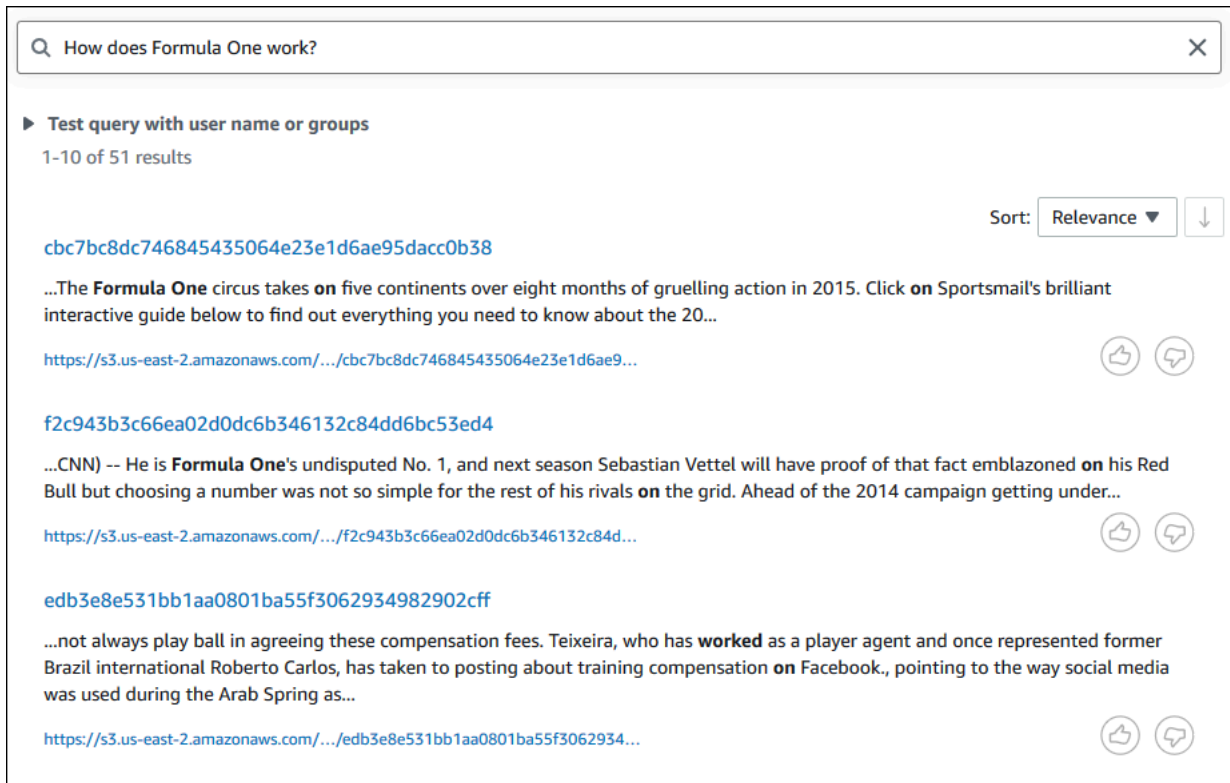 How does Formula One work?
Test query with user name or groups
1-10 of 51 results
Sort: Relevance
cbc7bc8dc746845435064e23e1d6ae95dacc0b38
...The Formula One circus takes on five continents over eight months of gruelling action in 2015. Click on Sportsmail's brilliant
interactive guide below to find out everything you need to know about the 20...
https://s3.us-east-2.amazonaws.com/.../cbc7bc8dc746845435064e23e1d6ae9...
f2c943b3c66ea02d0dc6b346132c84dd6bc53ed4
...CNN) -- He is Formula One's undisputed No. 1, and next season Sebastian Vettel will have proof of that fact emblazoned on his Red
Bull but choosing a number was not so simple for the rest of his rivals on the grid. Ahead of the 2014 campaign getting under...
https://s3.us-east-2.amazonaws.com/.../f2c943b3c66ea02d0dc6b346132c84d...
edb3e8e531bb1aa0801ba55f3062934982902cff
...not always play ball in agreeing these compensation fees. Teixeira, who has worked as a player agent and once represented former
Brazil international Roberto Carlos, has taken to posting about training compensation on Facebook., pointing to the way social media
was used during the Arab Spring as...
https://s3.us-east-2.amazonaws.com/.../edb3e8e531bb1aa0801ba55f3062934...